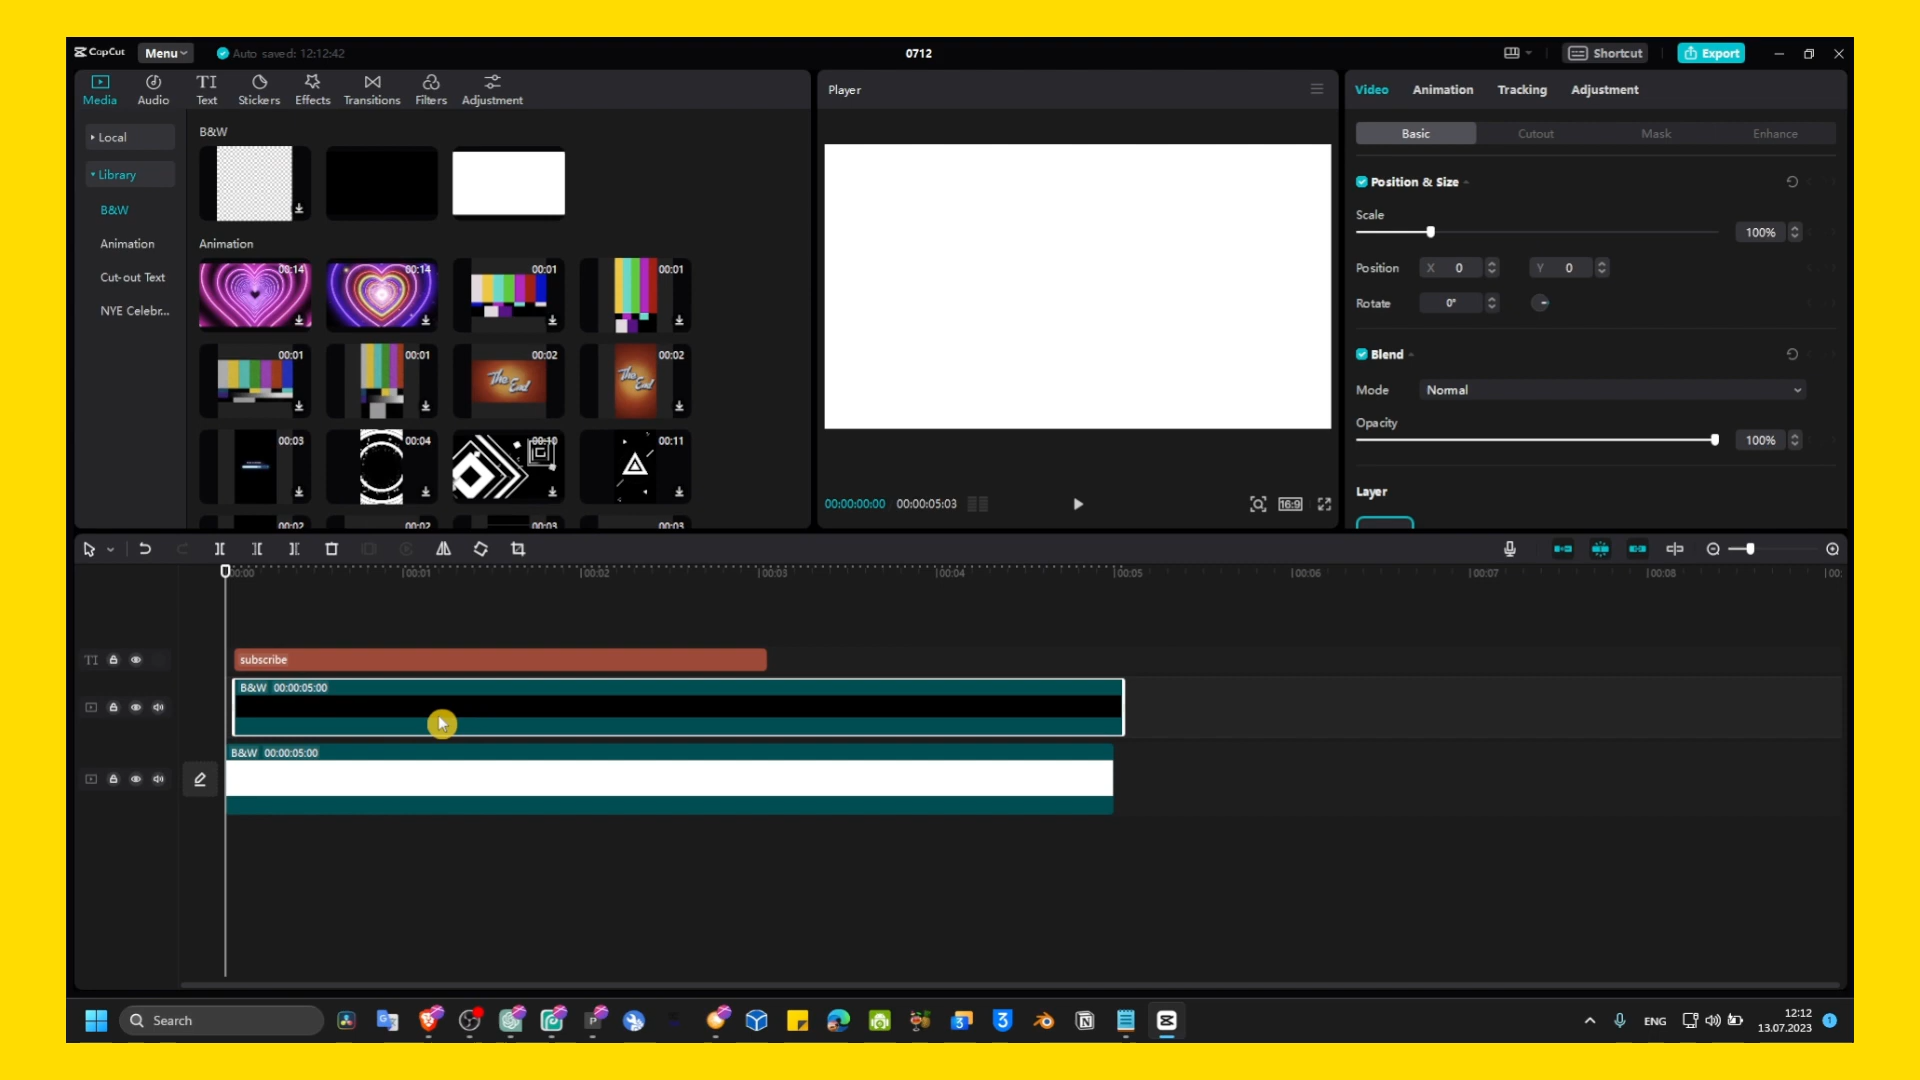 CapCut Menu Auto saved: 12:12:42 0712 Shortcut Export
Media Audio Text Stickers Effects Transitions Filters Adjustment
Local
Library
B&W
Animation
Cut-out Text
NYE Celebr...
B&W
Animation
00:14 00:14 00:01 00:01
00:01 00:01 00:02 00:02
The End The End
00:03 00:04 00:10 00:11
00:02 00:02 00:03 00:03
Player
00:00:00:00 00:00:05:03 16:9
Video Animation Tracking Adjustment
Basic Cutout Mask Enhance
Position & Size
Scale
100%
Position X 0 Y 0
Rotate 0°
Blend
Mode Normal
Opacity
100%
Layer
00:00 00:01 00:02 00:03 00:04 00:05 00:06 00:07 00:08 00:
TI subscribe
B&W 00:00:05:00
B&W 00:00:05:00
Search ENG 12:12
13.07.2023 1